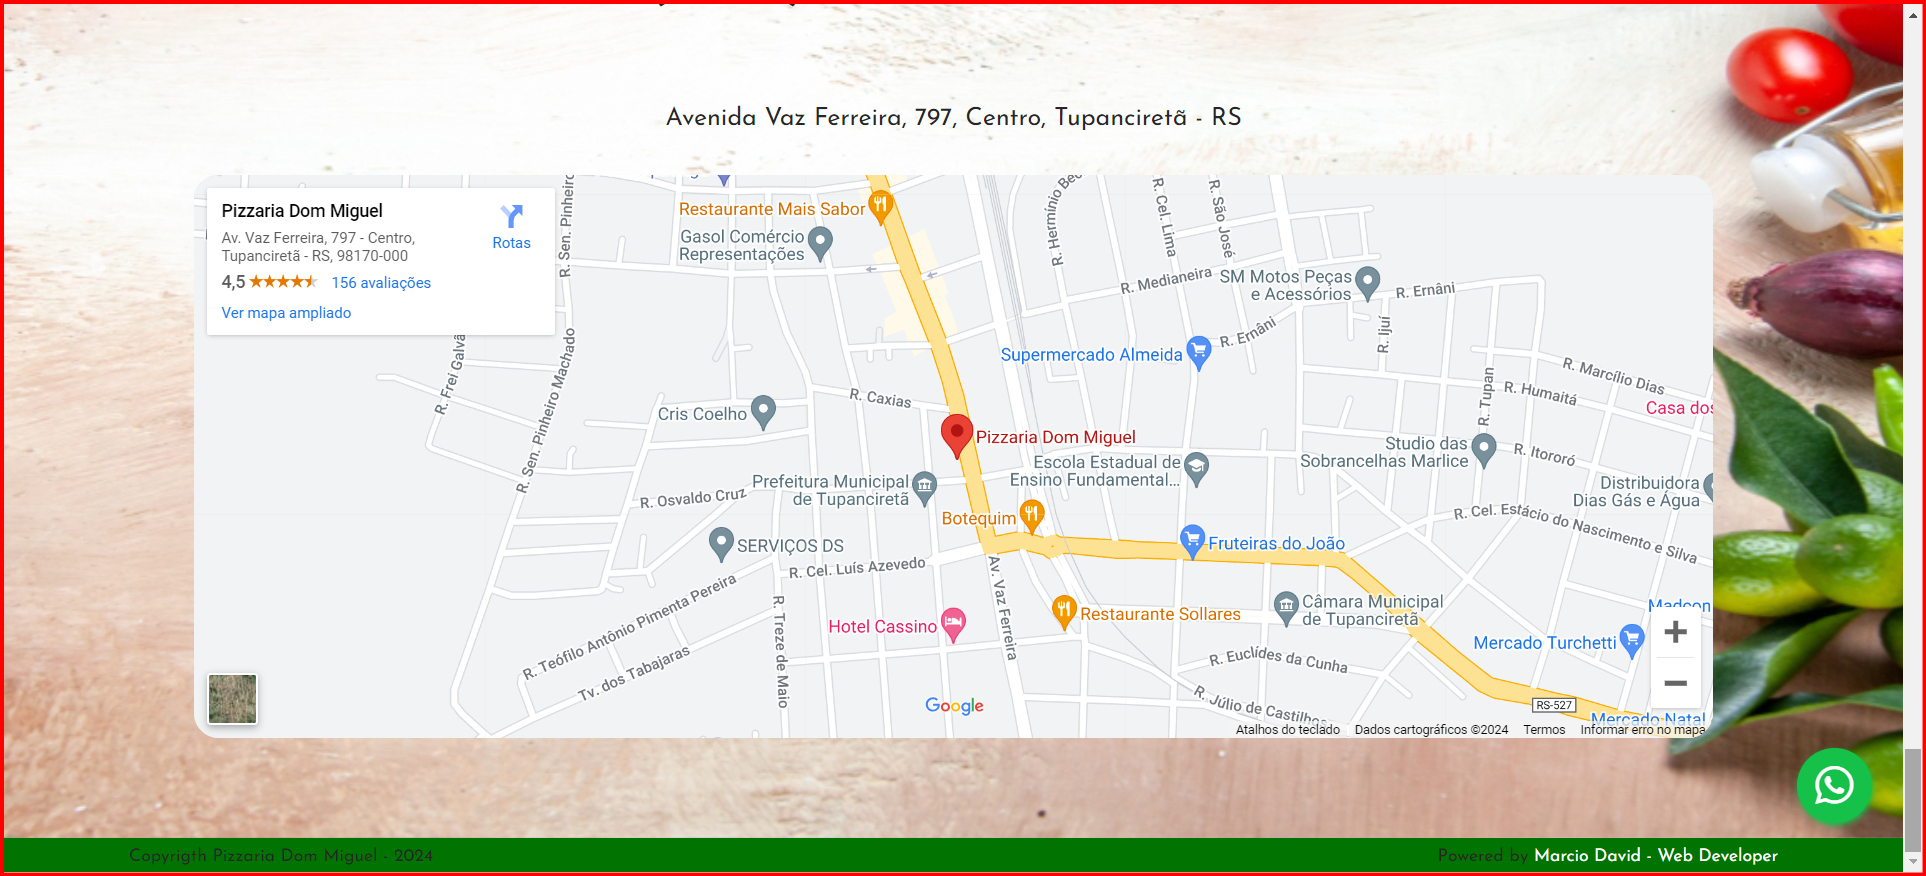 Avenida Vaz Ferreira, 797, Centro, Tupanciretã - RS
Pizzaria Dom Miguel
Av. Vaz Ferreira, 797 - Centro,
Tupanciretã - RS, 98170-000
4,5
156 avaliações
Ver mapa ampliado
Rotas
Restaurante Mais Sabor
Gasol Comércio
Representações
R. Sen. Pinheiro
R. Hermínio Bec
R. Cel. Lima
R. São José
R. Medianeira
SM Motos Peças
e Acessórios
R. Ernâni
R. Ernâni
R. Ijuí
Supermercado Almeida
R. Frei Galvã
R. Sen. Pinheiro Machado
R. Caxias
Cris Coelho
Pizzaria Dom Miguel
R. Marcílio Dias
R. Humaitá
R. Tupan
Casa dos
Studio das
Sobrancelhas Marlice
R. Itororó
Escola Estadual de
Ensino Fundamental...
Prefeitura Municipal
de Tupanciretã
R. Osvaldo Cruz
Distribuidora
Dias Gás e Água
Botequim
R. Cel. Estácio do Nascimento e Silva
SERVIÇOS DS
Fruteiras do João
R. Cel. Luís Azevedo
Av. Vaz Ferreira
R. Teófilo Antônio Pimenta Pereira
R. Treze de Maio
Tv. dos Tabajaras
Hotel Cassino
Restaurante Sollares
Câmara Municipal
de Tupanciretã
Madcon
Mercado Turchetti
R. Euclídes da Cunha
R. Júlio de Castilhos
RS-527
Mercado Natal
Google
Atalhos do teclado
Dados cartográficos ©2024
Termos
Informar erro no mapa
Copyrigth Pizzaria Dom Miguel - 2024
Powered by Marcio David - Web Developer